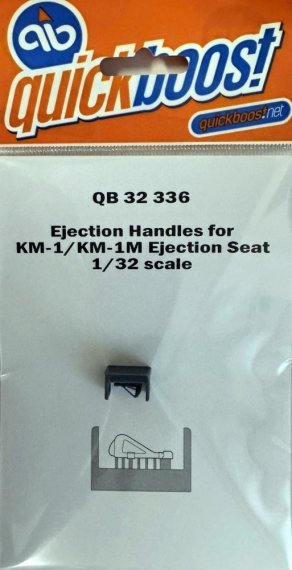 qb
quickboost
quickboost.net
QB 32 336
Ejection Handles for
KM-1/KM-1M Ejection Seat
1/32 scale